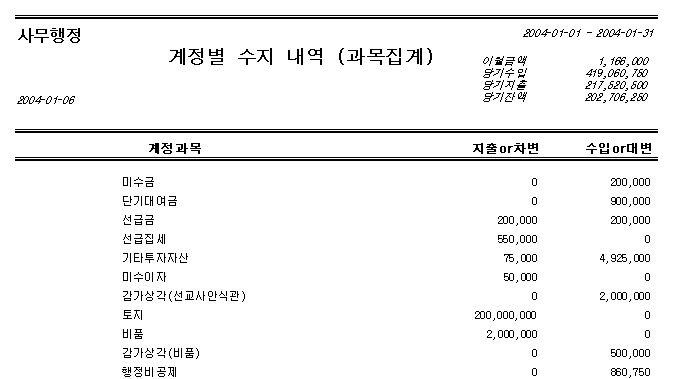 사무행정
2004-01-01 - 2004-01-31
계정별 수지 내역 (과목집계)
이월금액 1,166,000
당기수입 419,060,750
당기지출 217,520,500
당기잔액 202,706,250
2004-01-06
계정과목 지출or차변 수입or대변
미수금 0 200,000
단기대여금 0 900,000
선급금 200,000 200,000
선급집세 550,000 0
기타투자자산 75,000 4,925,000
미수이자 50,000 0
감가상각(선교사안식관) 0 2,000,000
토지 200,000,000 0
비품 2,000,000 0
감가상각(비품) 0 500,000
행정비공제 0 860,750